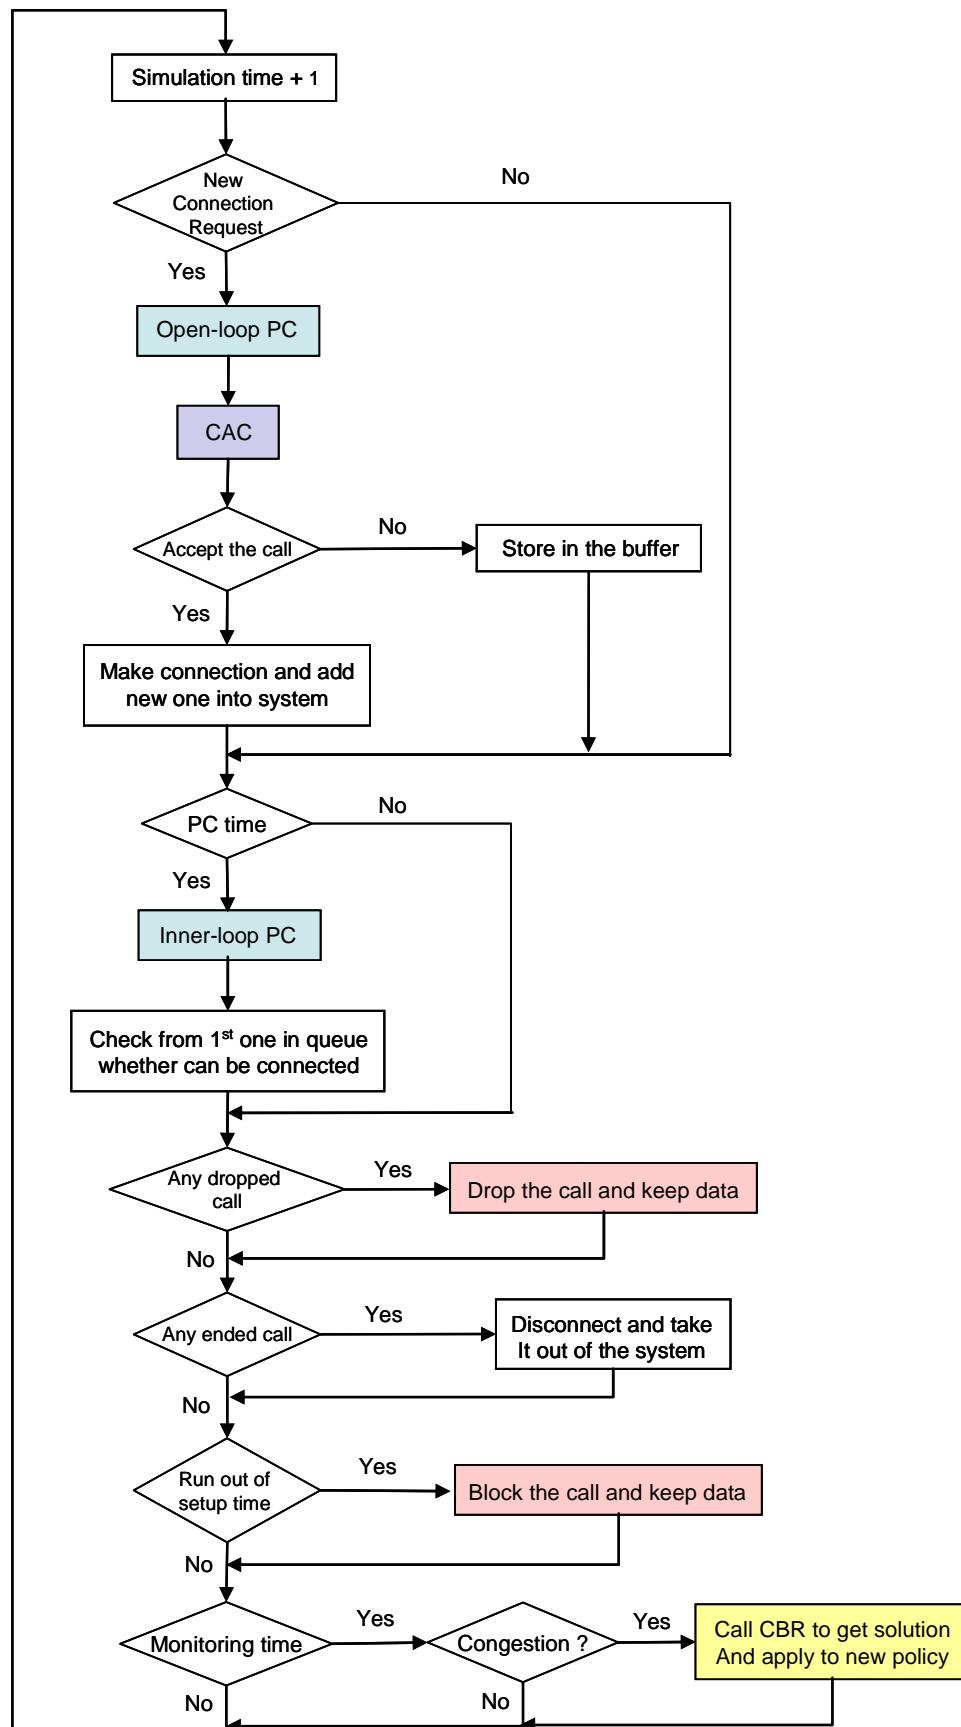 Simulation time + 1
New
Connection
Request
No
Yes
Open-loop PC
CAC
Accept the call
No
Store in the buffer
Yes
Make connection and add
new one into system
PC time
No
Yes
Inner-loop PC
Check from 1st one in queue
whether can be connected
Any dropped
call
Yes
Drop the call and keep data
No
Any ended call
Yes
Disconnect and take
It out of the system
No
Run out of
setup time
Yes
Block the call and keep data
No
Monitoring time
Yes
Congestion ?
Yes
Call CBR to get solution
And apply to new policy
No
No